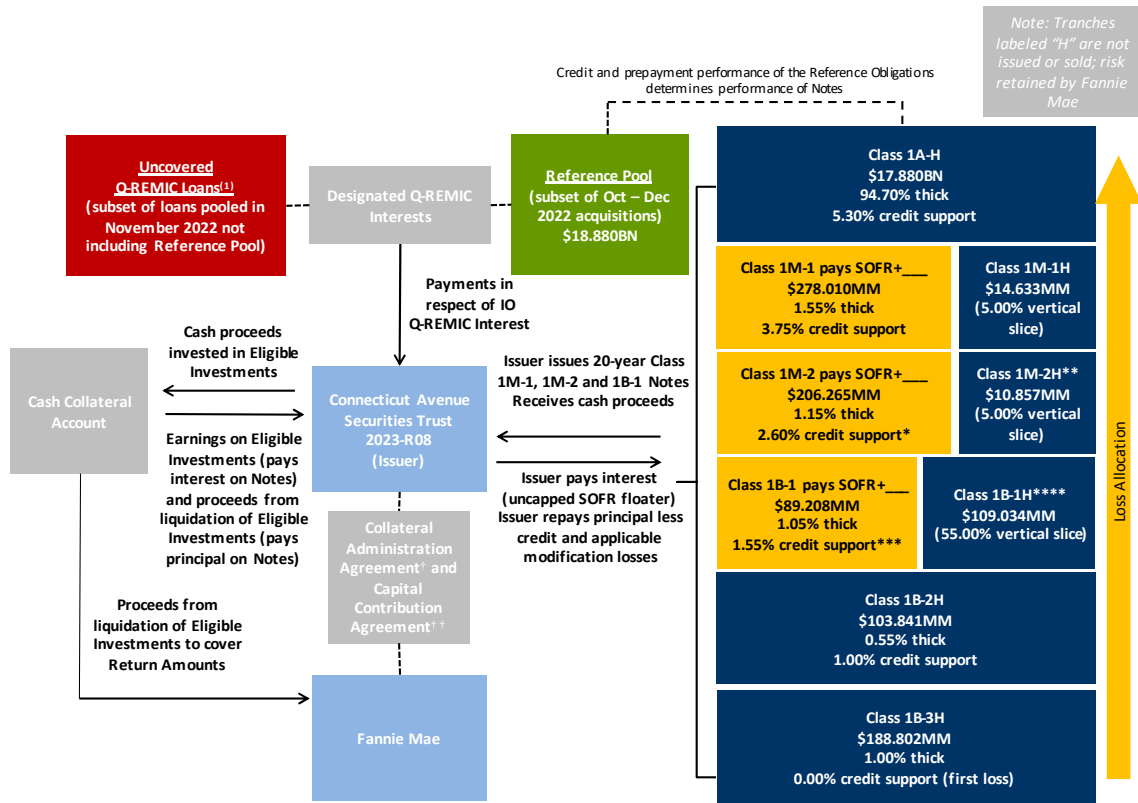 Note: Tranches
labeled “H” are not
issued or sold; risk
retained by Fannie
Mae
Credit and prepayment performance of the Reference Obligations
determines performance of Notes
Uncovered
Q-REMIC Loans(1)
(subset of loans pooled in
November 2022 not
including Reference Pool)
Designated Q-REMIC
Interests
Reference Pool
(subset of Oct – Dec
2022 acquisitions)
$18.880BN
Class 1A-H
$17.880BN
94.70% thick
5.30% credit support
Payments in
respect of IO
Q-REMIC Interest
Class 1M-1 pays SOFR+___
$278.010MM
1.55% thick
3.75% credit support
Class 1M-1H
$14.633MM
(5.00% vertical
slice)
Cash proceeds
invested in Eligible
Investments
Issuer issues 20-year Class
1M-1, 1M-2 and 1B-1 Notes
Receives cash proceeds
Cash Collateral
Account
Connecticut Avenue
Securities Trust
2023-R08
(Issuer)
Class 1M-2 pays SOFR+___
$206.265MM
1.15% thick
2.60% credit support*
Class 1M-2H**
$10.857MM
(5.00% vertical
slice)
Earnings on Eligible
Investments (pays
interest on Notes)
and proceeds from
liquidation of Eligible
Investments (pays
principal on Notes)
Issuer pays interest
(uncapped SOFR floater)
Issuer repays principal less
credit and applicable
modification losses
Class 1B-1 pays SOFR+___
$89.208MM
1.05% thick
1.55% credit support***
Class 1B-1H****
$109.034MM
(55.00% vertical slice)
Loss Allocation
Collateral
Administration
Agreement† and
Capital
Contribution
Agreement† †
Proceeds from
liquidation of Eligible
Investments to cover
Return Amounts
Class 1B-2H
$103.841MM
0.55% thick
1.00% credit support
Fannie Mae
Class 1B-3H
$188.802MM
1.00% thick
0.00% credit support (first loss)